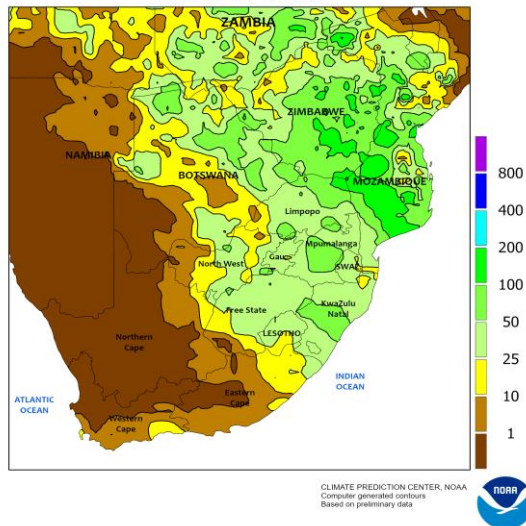 ZAMBIA
ZIMBABWE
NAMIBIA
BOTSWANA
MOZAMBIQUE
Limpopo
Mpumalanga
North West
Gau
SWAZ
Free State
KwaZulu
Natal
LESOTHO
Northern
Cape
Eastern
Cape
Western
Cape
ATLANTIC
OCEAN
INDIAN
OCEAN
800
400
200
100
50
25
10
1
CLIMATE PREDICTION CENTER, NOAA
Computer generated contours
Based on preliminary data
NOAA